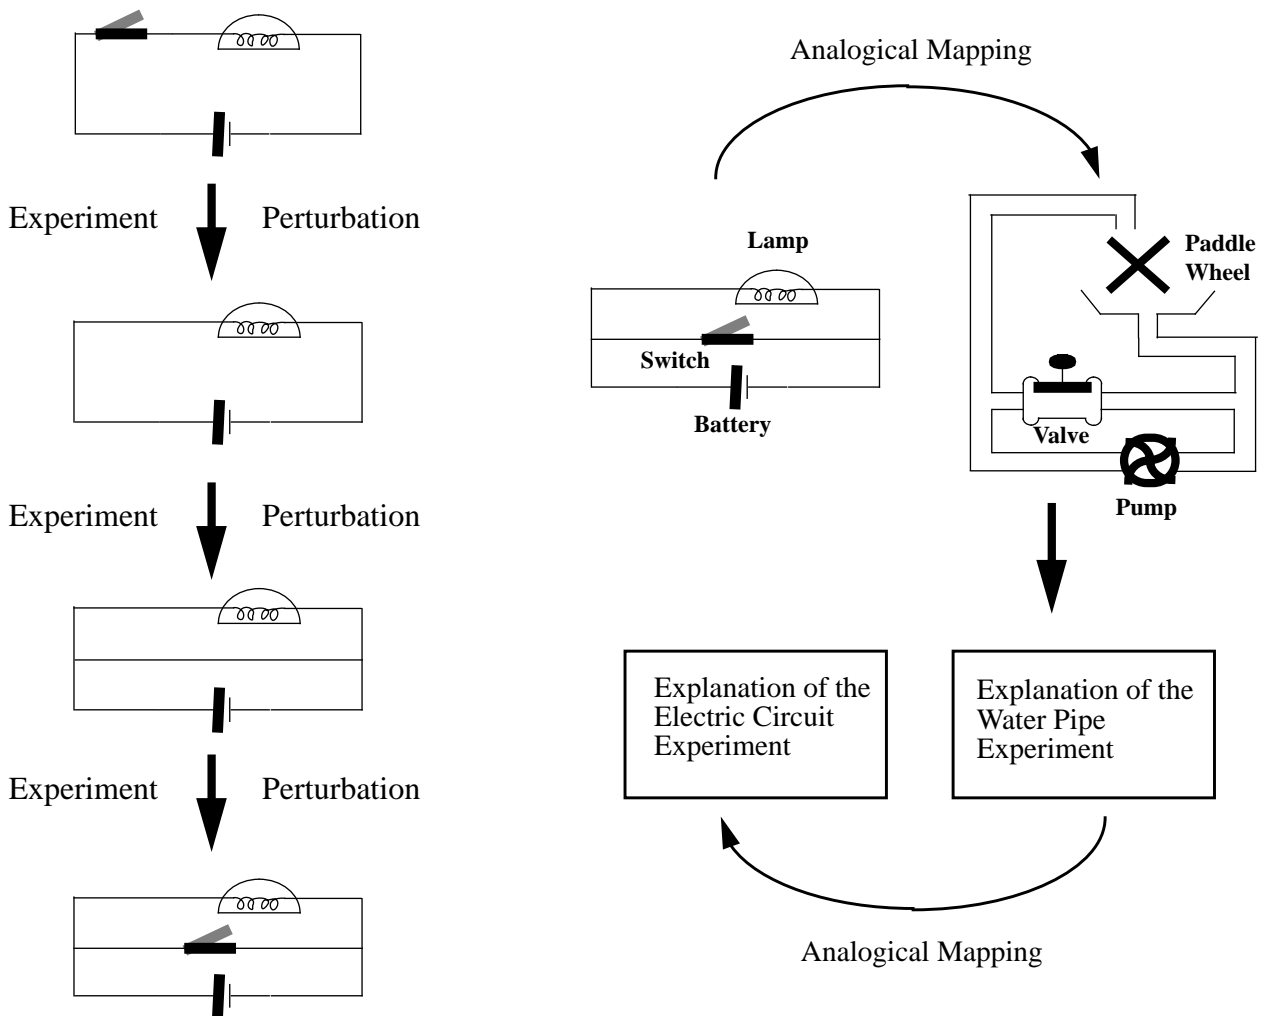 Experiment Perturbation
Experiment Perturbation
Experiment Perturbation
Analogical Mapping
Lamp
Switch
Battery
Paddle
Wheel
Valve
Pump
Explanation of the
Electric Circuit
Experiment
Explanation of the
Water Pipe
Experiment
Analogical Mapping